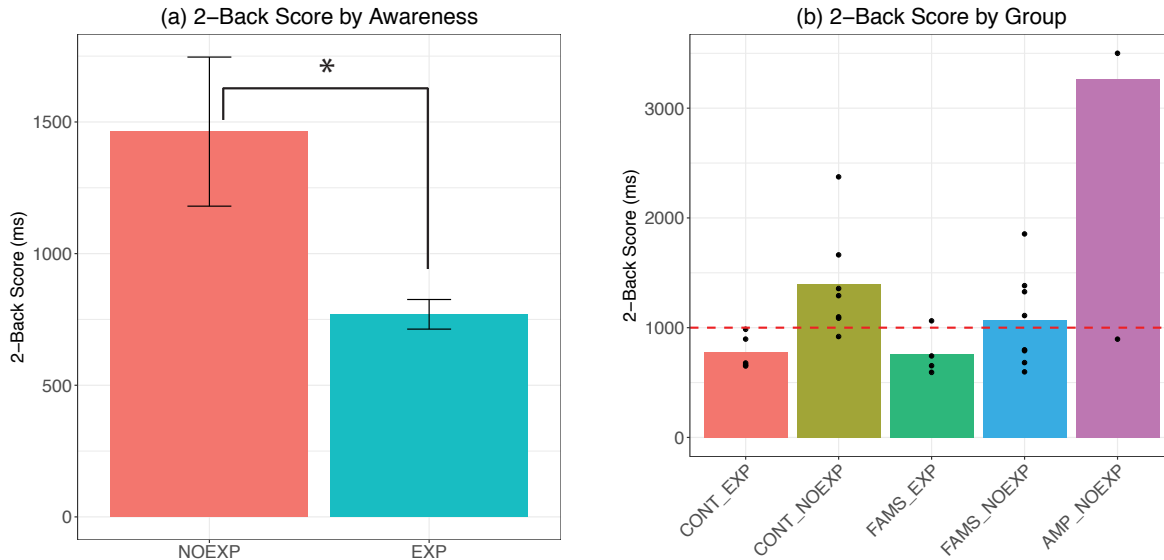 (a) 2−Back Score by Awareness
2−Back Score (ms)
1500
1000
500
0
*
NOEXP
EXP
(b) 2−Back Score by Group
2−Back Score (ms)
3000
2000
1000
0
CONT_EXP
CONT_NOEXP
FAMS_EXP
FAMS_NOEXP
AMP_NOEXP